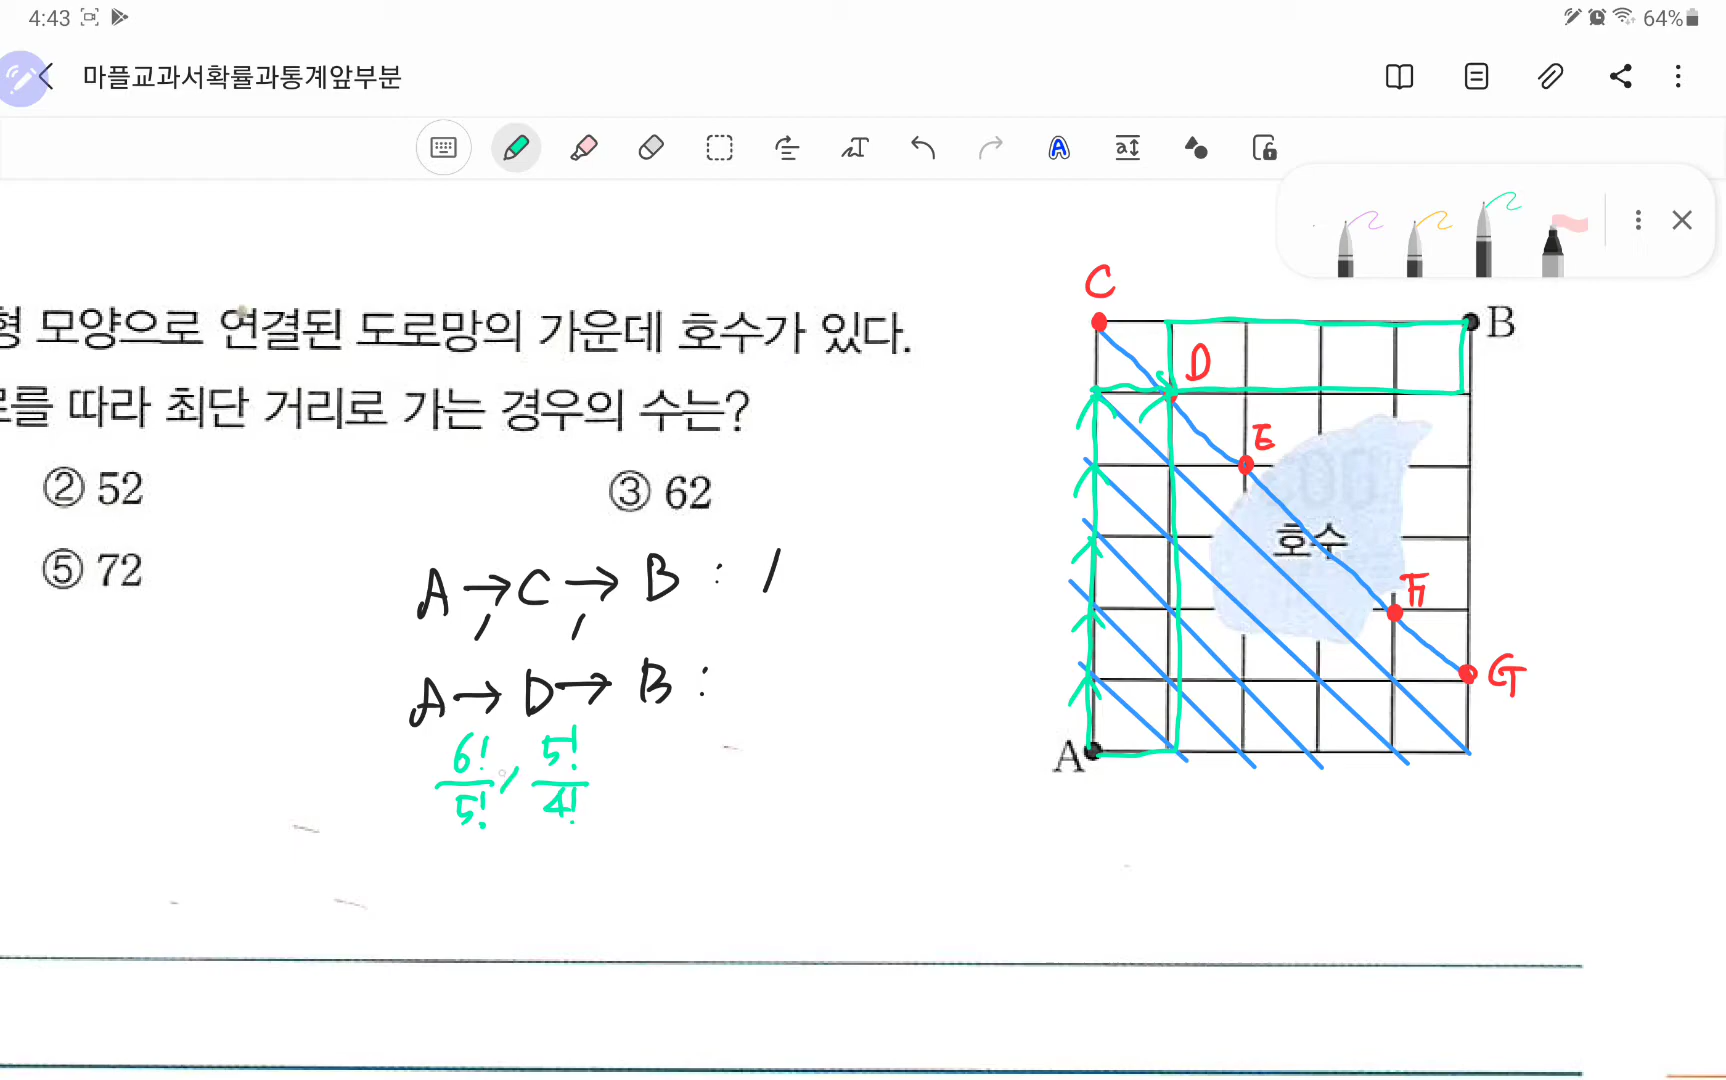 4:43
64%
마플교과서확률과통계앞부분
형 모양으로 연결된 도로망의 가운데 호수가 있다.
를 따라 최단 거리로 가는 경우의 수는?
② 52
③ 62
⑤ 72
A → C → B : 1
1 1
A → D → B :
6!/5! , 5!/4!
C
B
D
E
호수
F
G
A